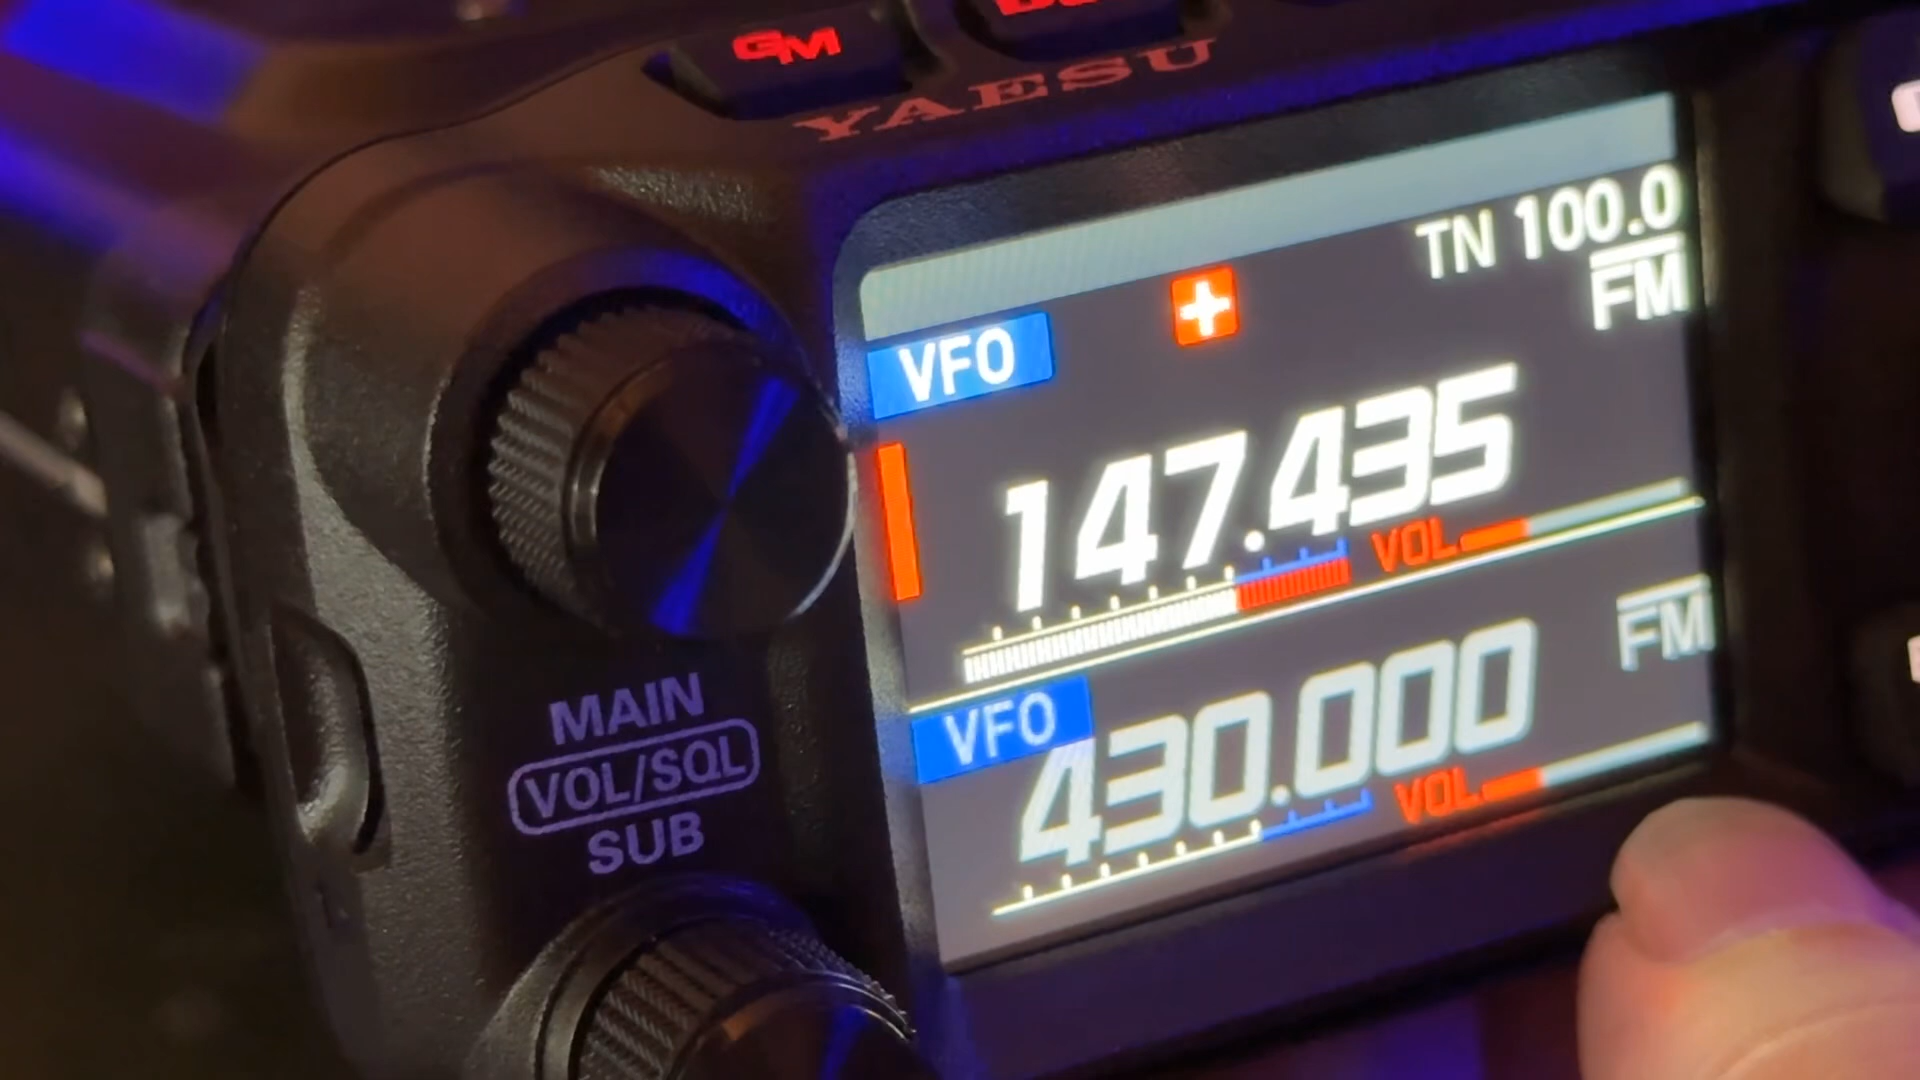 GM
YAESU
TN 100.0
FM
+
VFO
147.435
VOL
FM
VFO
430.000
VOL
MAIN
VOL/SQL
SUB